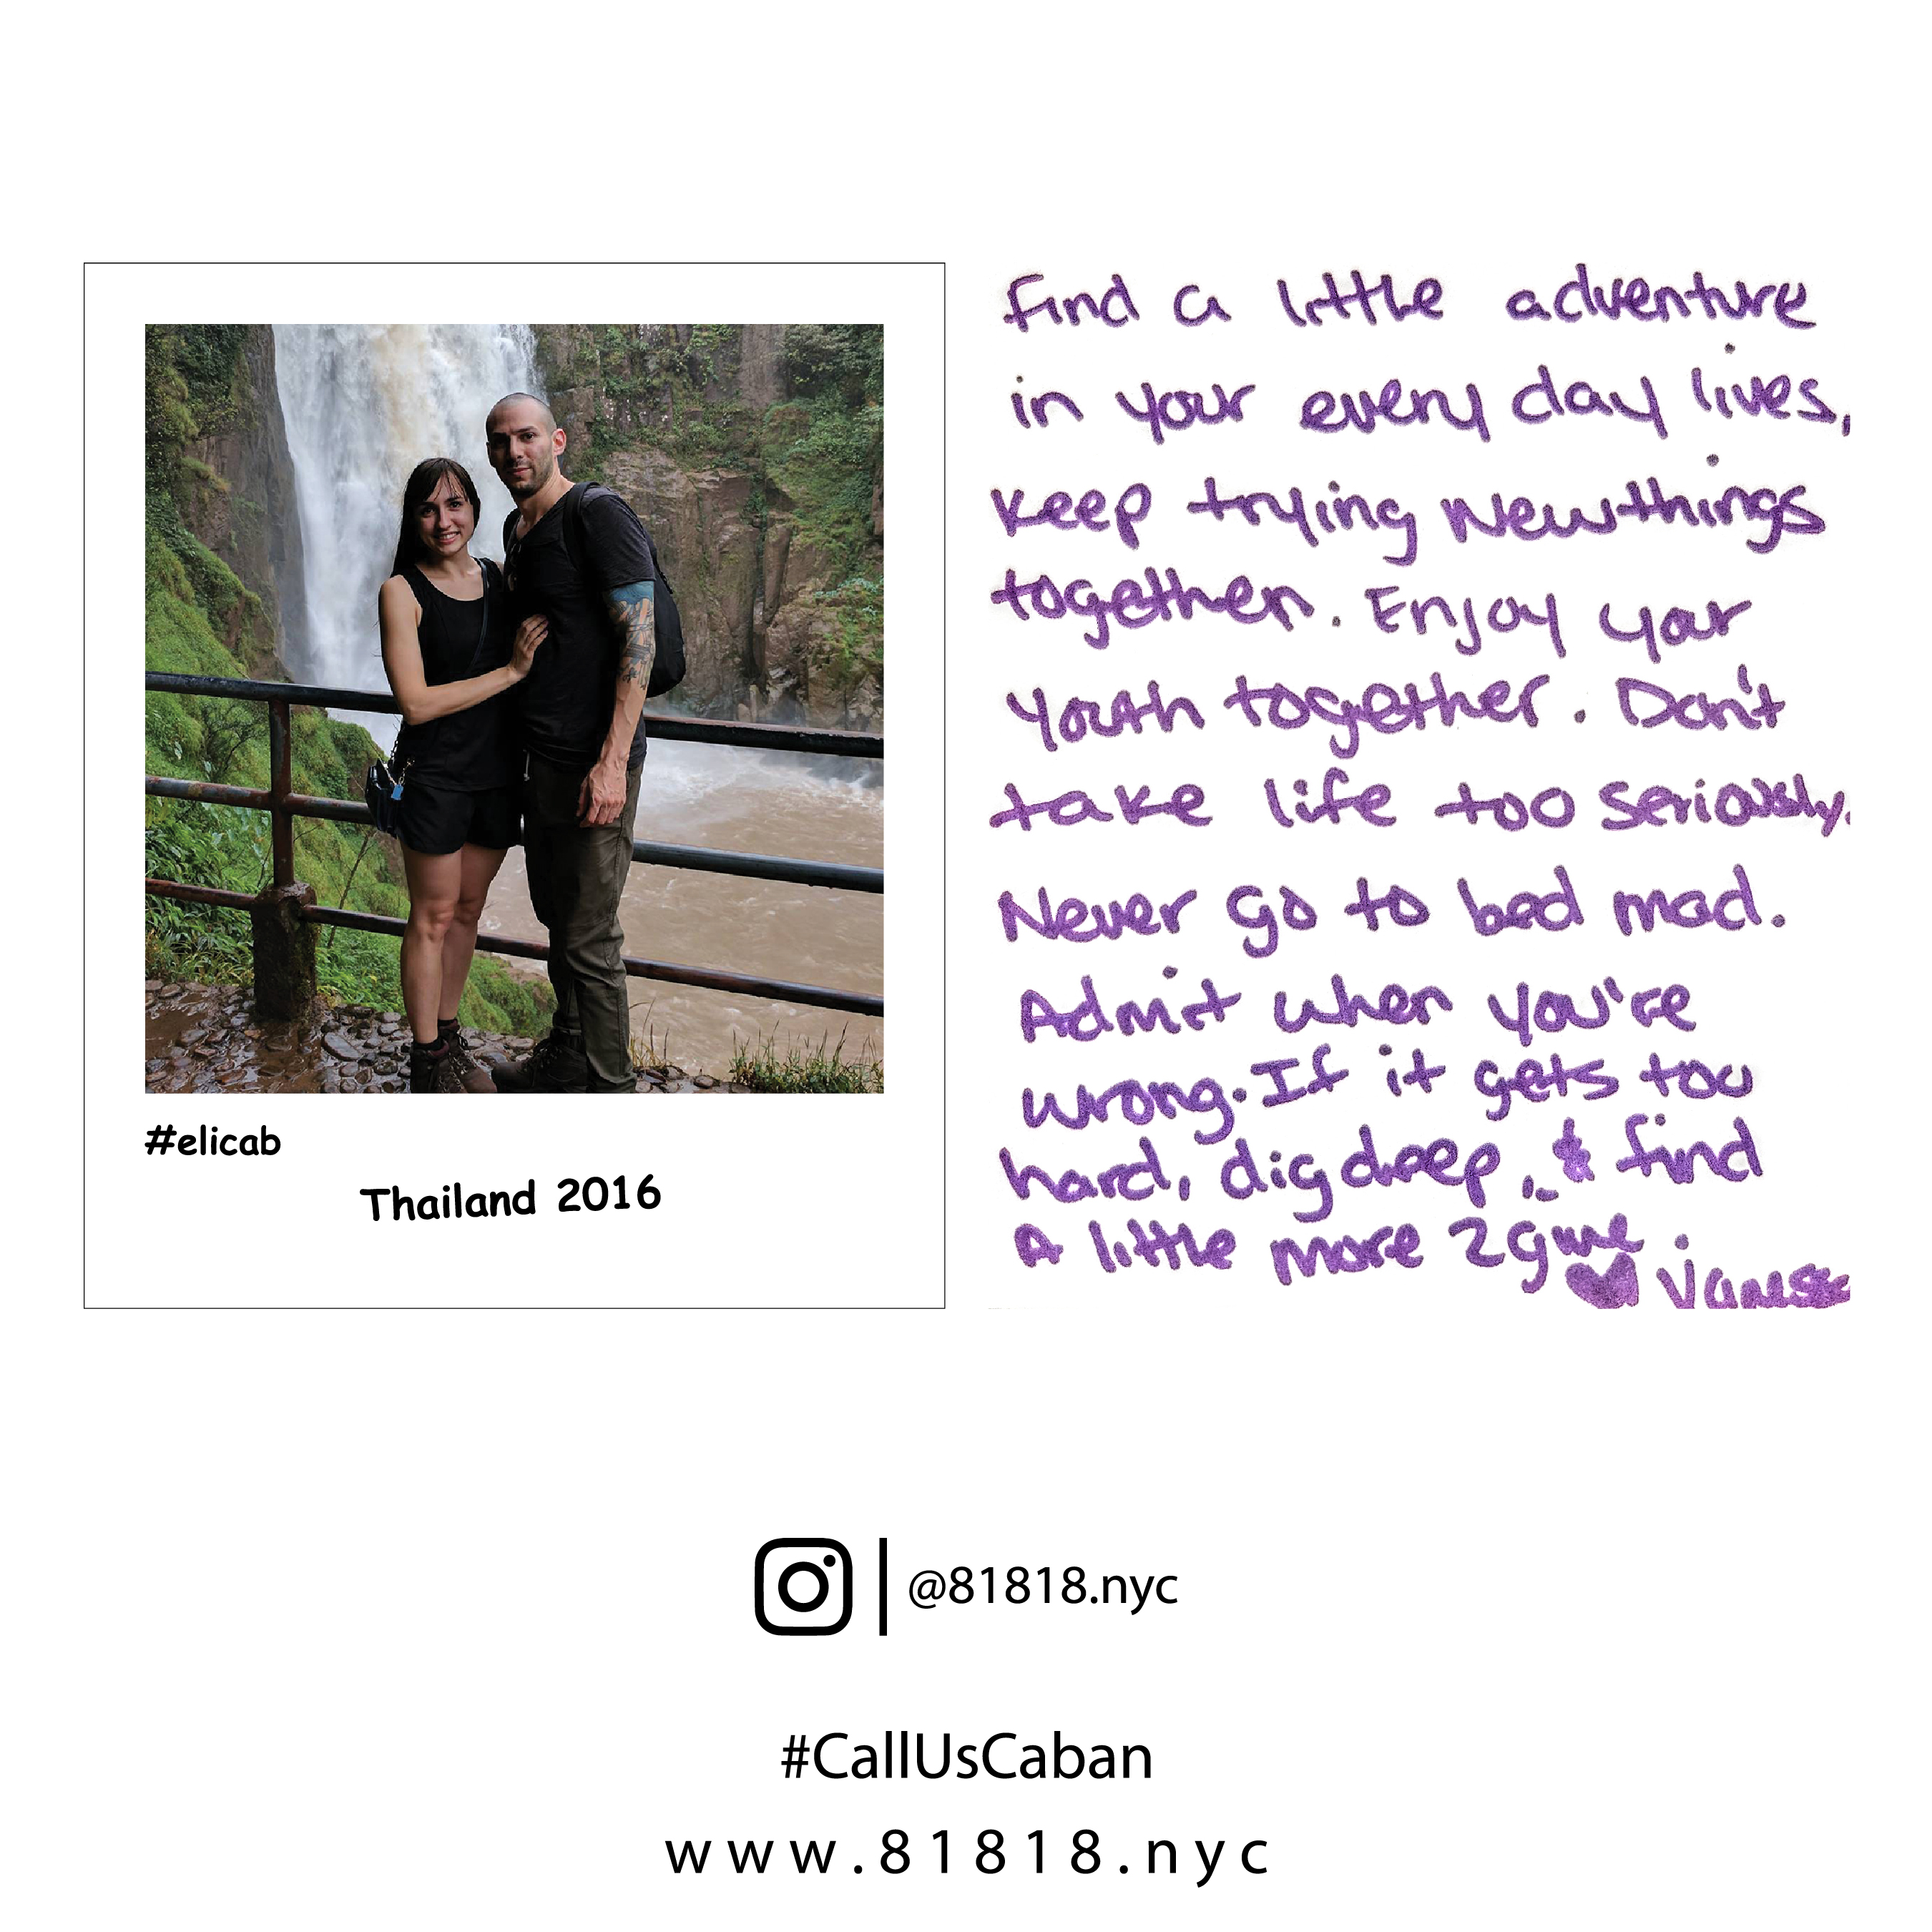 #elicab
Thailand 2016
Find a little adventure
in your every day lives,
keep trying new things
together. Enjoy your
youth together. Don't
take life too seriously.
Never go to bed mad.
Admit when you're
wrong. If it gets too
hard, dig deep, & find
a little more 2 give.
♥ Vanessa
@81818.nyc
#CallUsCaban
www.81818.nyc